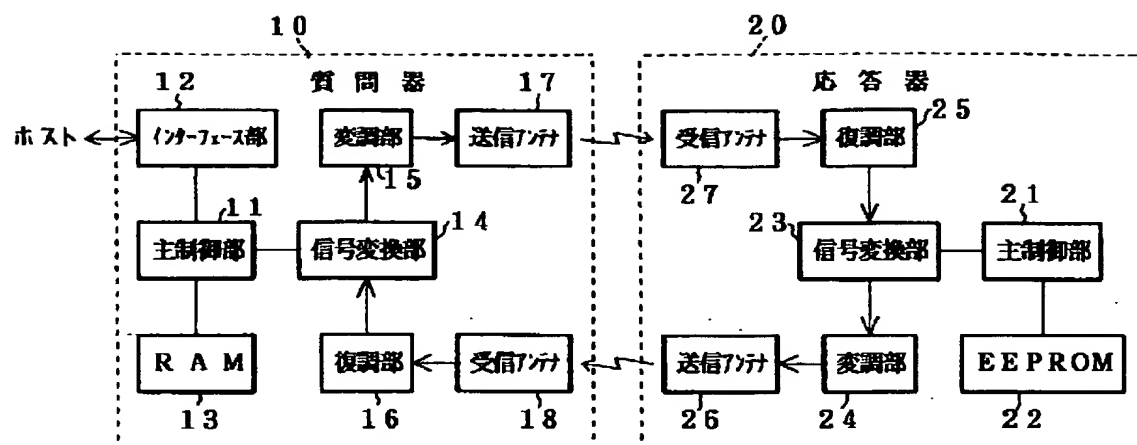 10
20
12
質問器
17
応答器
25
ホスト
インターフェース部
変調部
送信アンテナ
受信アンテナ
復調部
15
27
11
14
23
21
主制御部
信号変換部
信号変換部
主制御部
RAM
復調部
受信アンテナ
送信アンテナ
変調部
EEPROM
13
16
18
26
24
22